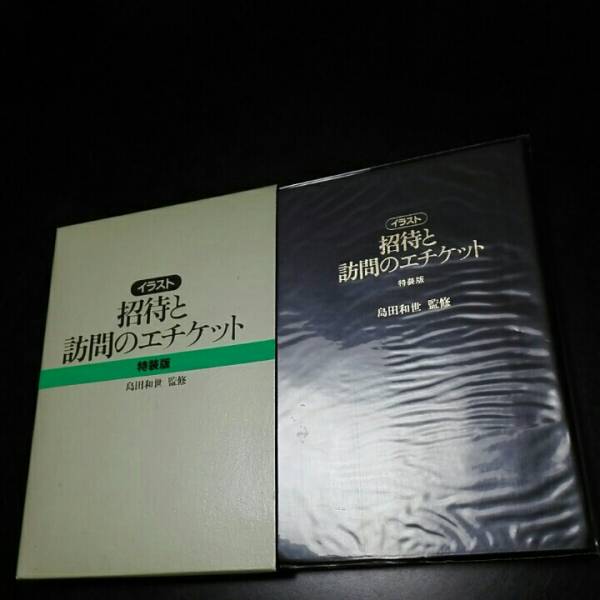 イラスト
招待と
訪問のエチケット
特装版
島田和世 監修
イラスト
招待と
訪問のエチケット
特装版
島田和世 監修